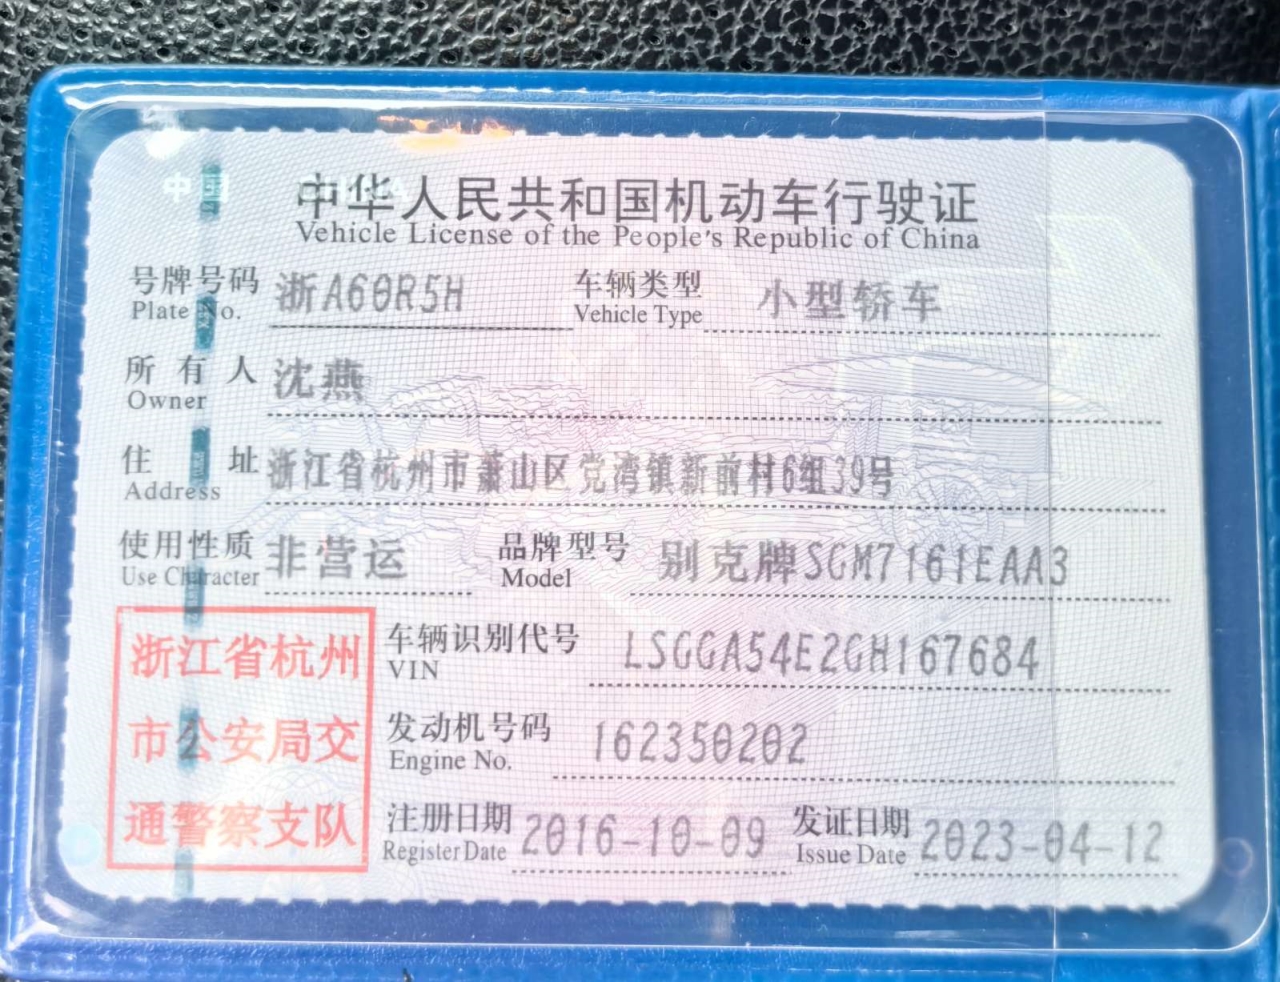 中华人民共和国机动车行驶证
Vehicle License of the People's Republic of China
号牌号码 浙A60R5H 车辆类型 小型轿车
Plate No. Vehicle Type
所有人 沈燕
Owner
住址 浙江省杭州市萧山区党湾镇新前村6组39号
Address
使用性质 非营运 品牌型号 别克牌SGM7161EAA3
Use Character Model
浙江省杭州
市公安局交
通警察支队
车辆识别代号 LSGGA54E2GH167684
VIN
发动机号码 162350202
Engine No.
注册日期 2016-10-09 发证日期 2023-04-12
Register Date Issue Date